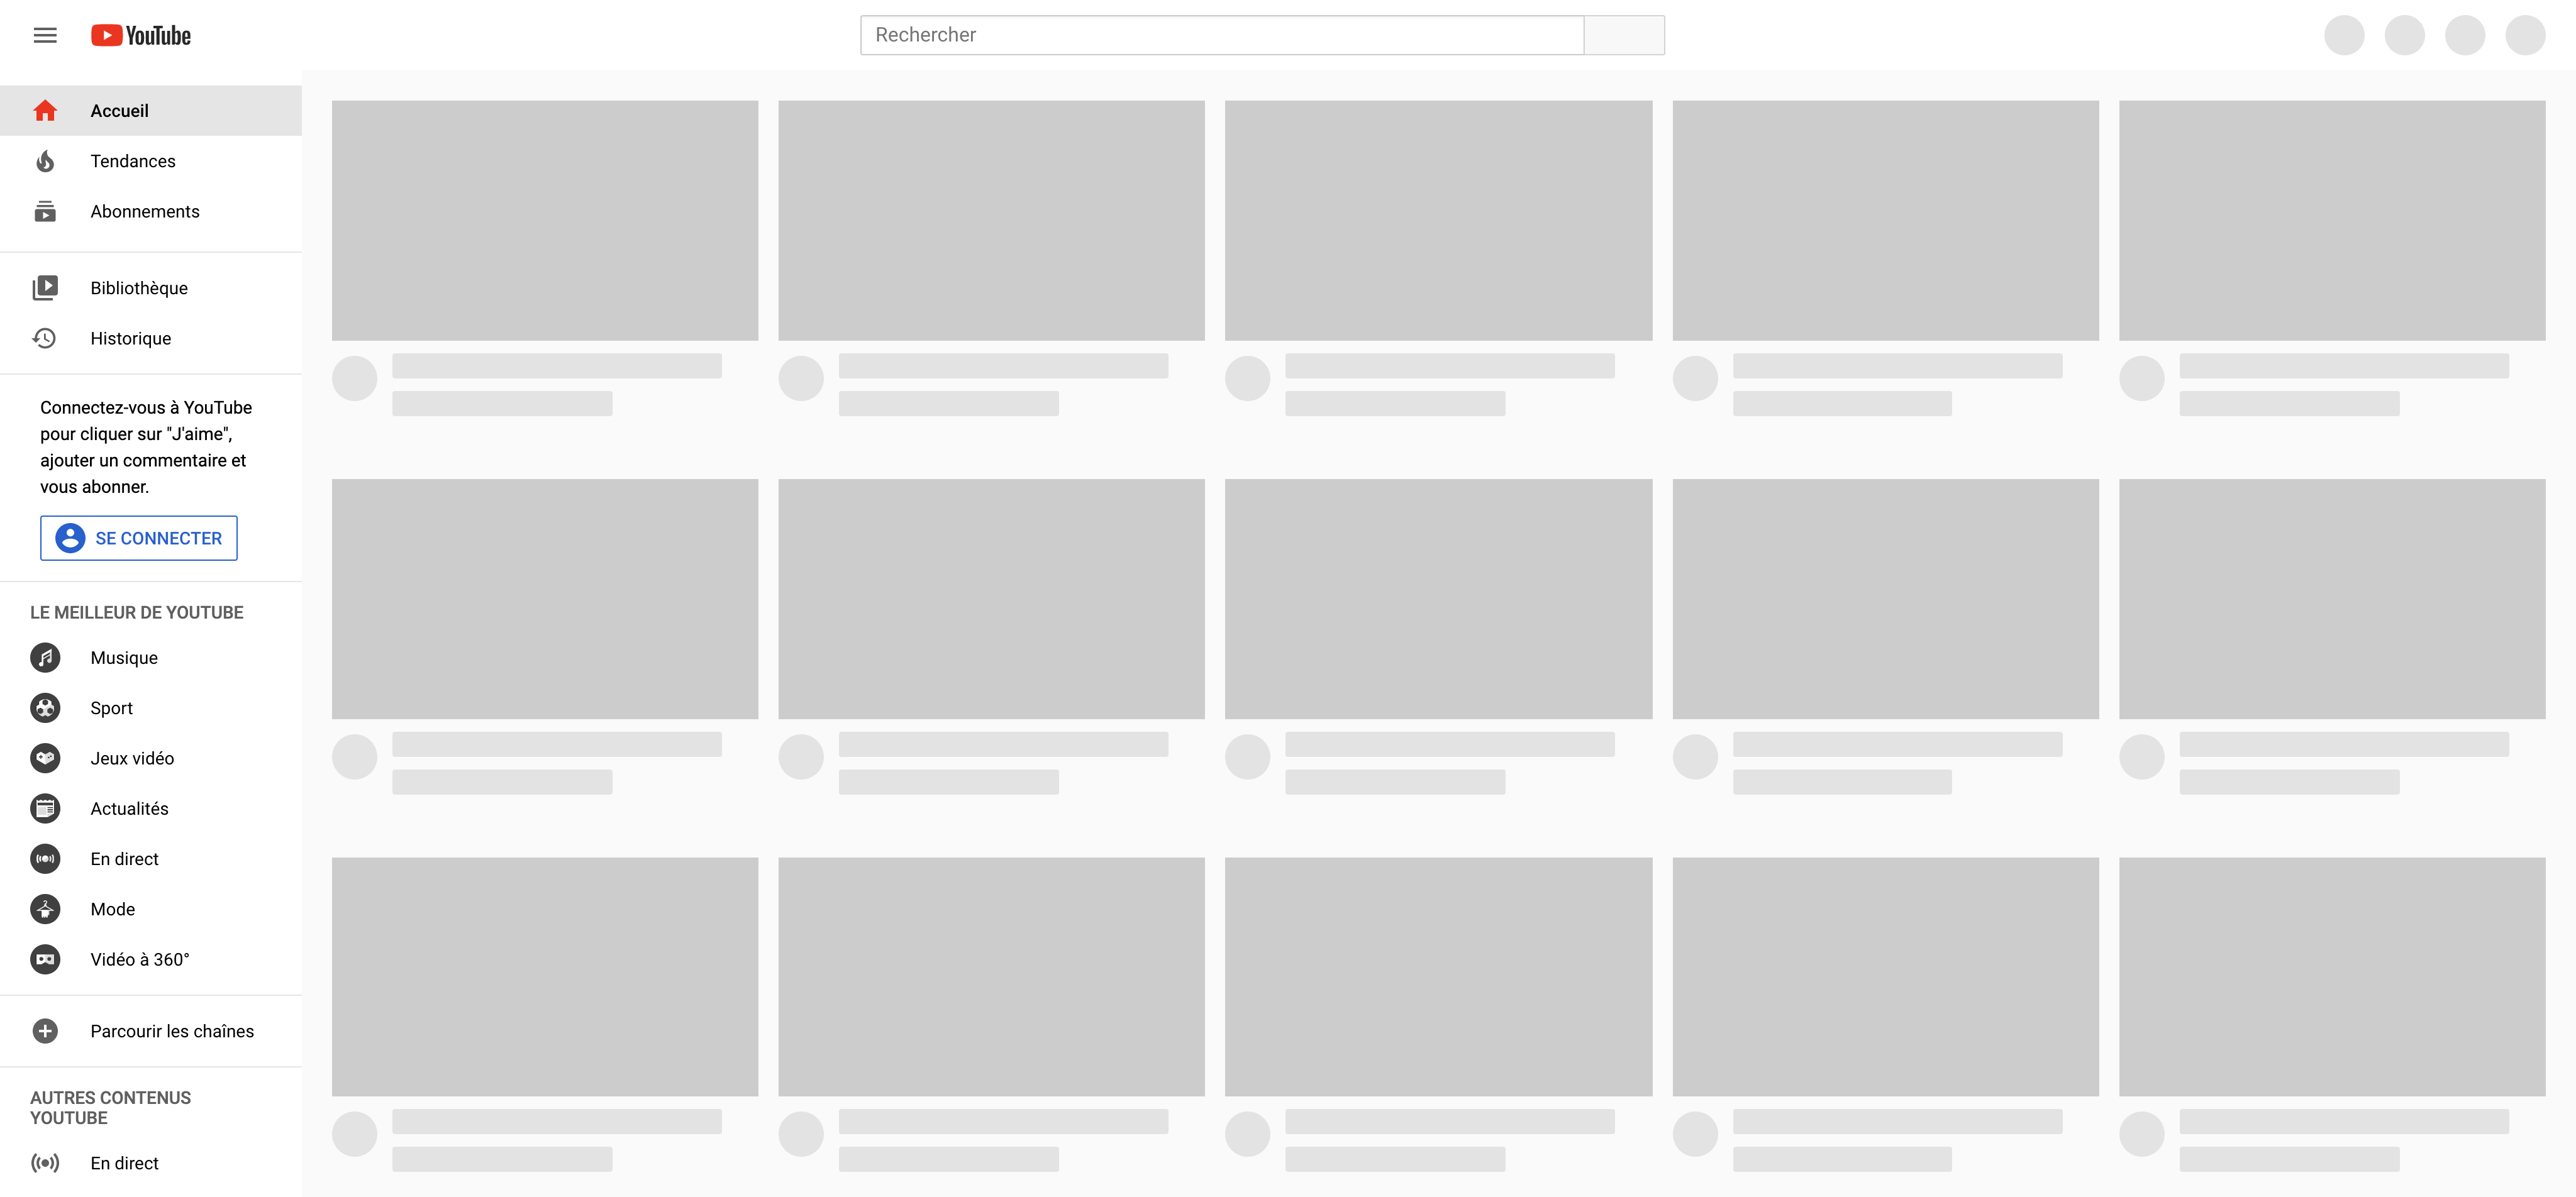 YouTube
Rechercher
Accueil
Tendances
Abonnements
Bibliothèque
Historique
Connectez-vous à YouTube
pour cliquer sur "J'aime",
ajouter un commentaire et
vous abonner.
SE CONNECTER
LE MEILLEUR DE YOUTUBE
Musique
Sport
Jeux vidéo
Actualités
En direct
Mode
Vidéo à 360°
Parcourir les chaînes
AUTRES CONTENUS
YOUTUBE
En direct